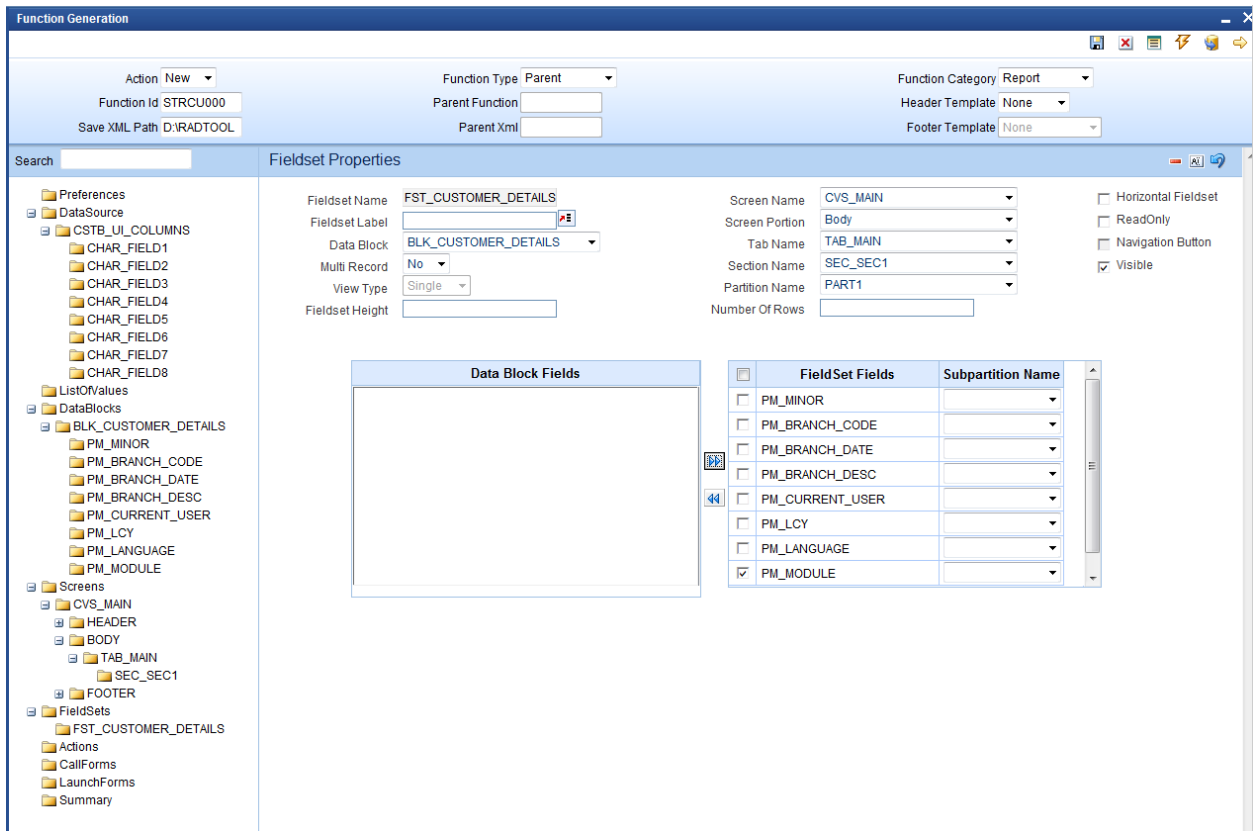 Function Generation
Action New Function Type Parent Function Category Report
Function Id STRCU000 Parent Function Header Template None
Save XML Path D:\RADTOOL Parent Xml Footer Template None
Search
Fieldset Properties
Preferences
DataSource
CSTB_UI_COLUMNS
CHAR_FIELD1
CHAR_FIELD2
CHAR_FIELD3
CHAR_FIELD4
CHAR_FIELD5
CHAR_FIELD6
CHAR_FIELD7
CHAR_FIELD8
ListOfValues
DataBlocks
BLK_CUSTOMER_DETAILS
PM_MINOR
PM_BRANCH_CODE
PM_BRANCH_DATE
PM_BRANCH_DESC
PM_CURRENT_USER
PM_LCY
PM_LANGUAGE
PM_MODULE
Screens
CVS_MAIN
HEADER
BODY
TAB_MAIN
SEC_SEC1
FOOTER
FieldSets
FST_CUSTOMER_DETAILS
Actions
CallForms
LaunchForms
Summary
Fieldset Name FST_CUSTOMER_DETAILS Screen Name CVS_MAIN Horizontal Fieldset
Fieldset Label Screen Portion Body ReadOnly
Data Block BLK_CUSTOMER_DETAILS Tab Name TAB_MAIN Navigation Button
Multi Record No Section Name SEC_SEC1 Visible
View Type Single Partition Name PART1
Fieldset Height Number Of Rows
Data Block Fields
FieldSet Fields Subpartition Name
PM_MINOR
PM_BRANCH_CODE
PM_BRANCH_DATE
PM_BRANCH_DESC
PM_CURRENT_USER
PM_LCY
PM_LANGUAGE
PM_MODULE